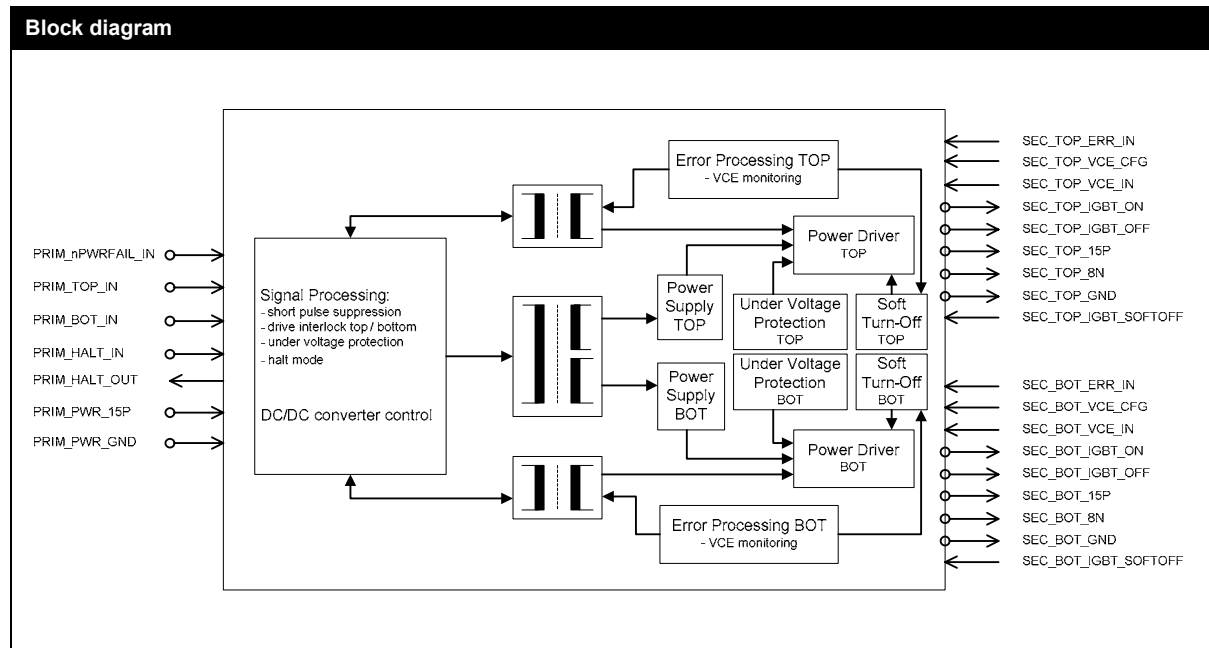 Block diagram
PRIM_nPWRFAIL_IN
PRIM_TOP_IN
PRIM_BOT_IN
PRIM_HALT_IN
PRIM_HALT_OUT
PRIM_PWR_15P
PRIM_PWR_GND
Signal Processing:
- short pulse suppression
- drive interlock top / bottom
- under voltage protection
- halt mode
DC/DC converter control
Error Processing TOP
- VCE monitoring
Power Driver
TOP
Power
Supply
TOP
Under Voltage
Protection
TOP
Soft
Turn-Off
TOP
Power
Supply
BOT
Under Voltage
Protection
BOT
Soft
Turn-Off
BOT
Power Driver
BOT
Error Processing BOT
- VCE monitoring
SEC_TOP_ERR_IN
SEC_TOP_VCE_CFG
SEC_TOP_VCE_IN
SEC_TOP_IGBT_ON
SEC_TOP_IGBT_OFF
SEC_TOP_15P
SEC_TOP_8N
SEC_TOP_GND
SEC_TOP_IGBT_SOFTOFF
SEC_BOT_ERR_IN
SEC_BOT_VCE_CFG
SEC_BOT_VCE_IN
SEC_BOT_IGBT_ON
SEC_BOT_IGBT_OFF
SEC_BOT_15P
SEC_BOT_8N
SEC_BOT_GND
SEC_BOT_IGBT_SOFTOFF